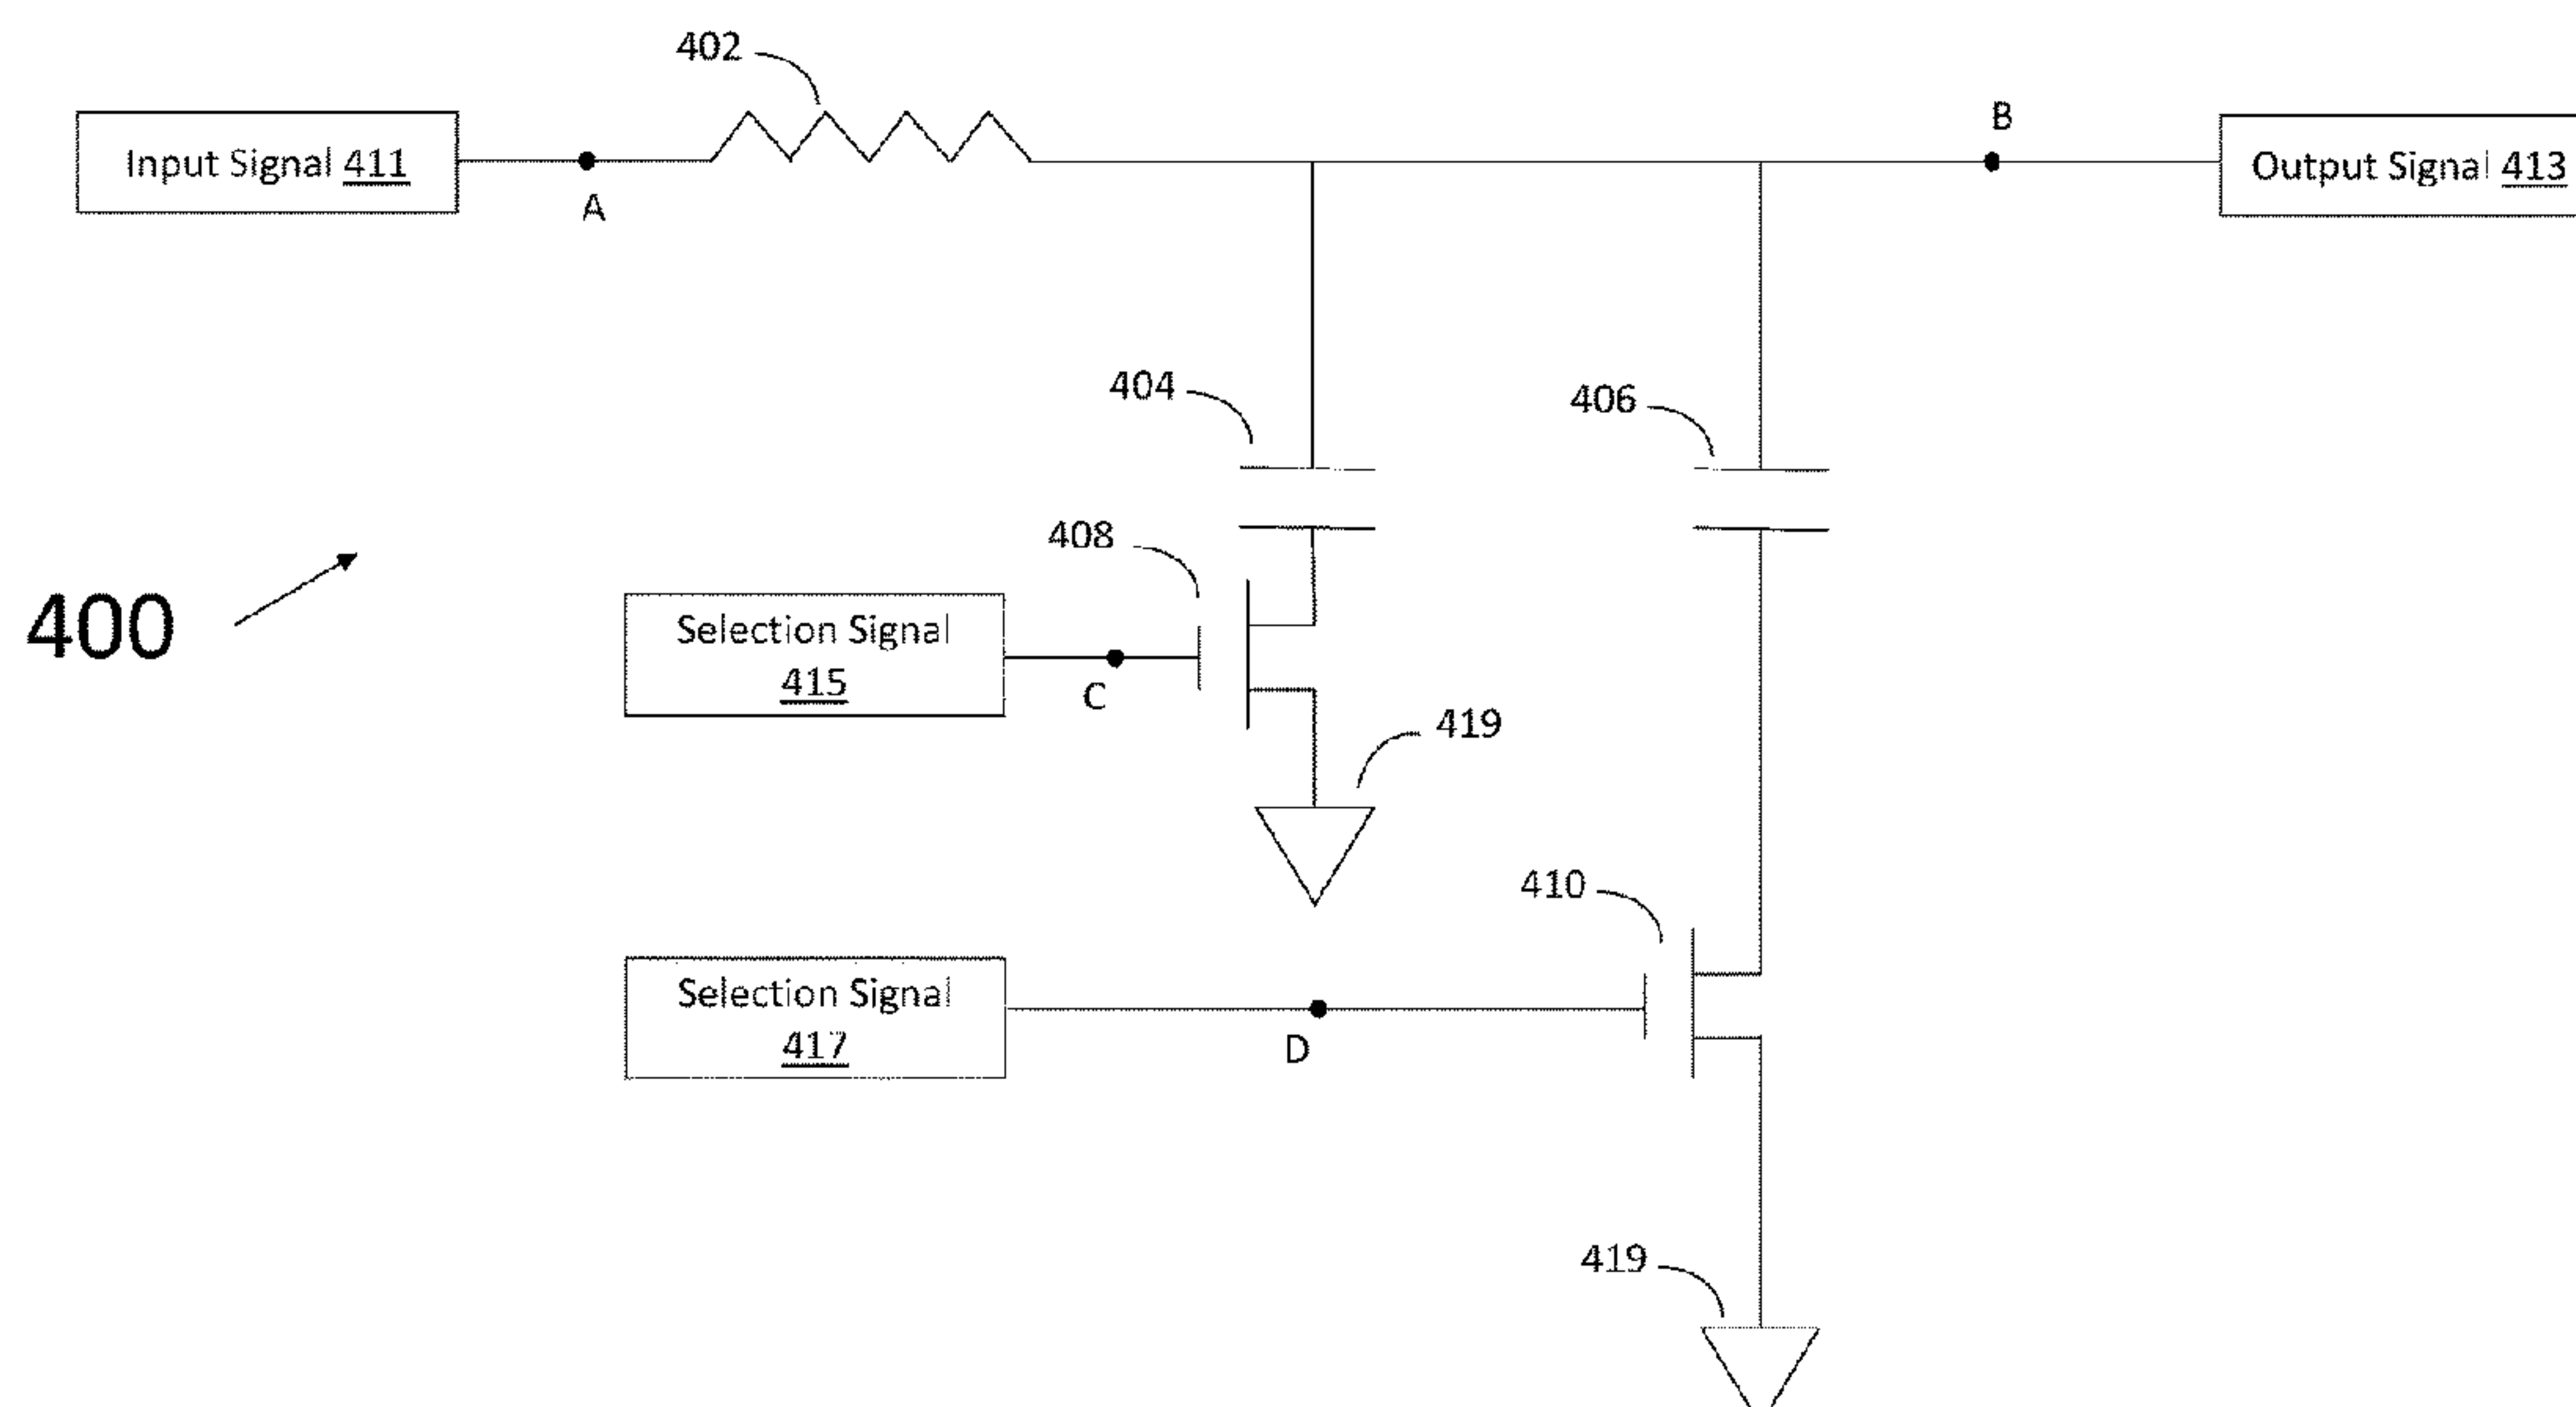 402
Input Signal 411
A
B
Output Signal 413
404
406
408
400
Selection Signal
415
C
419
410
Selection Signal
417
D
419